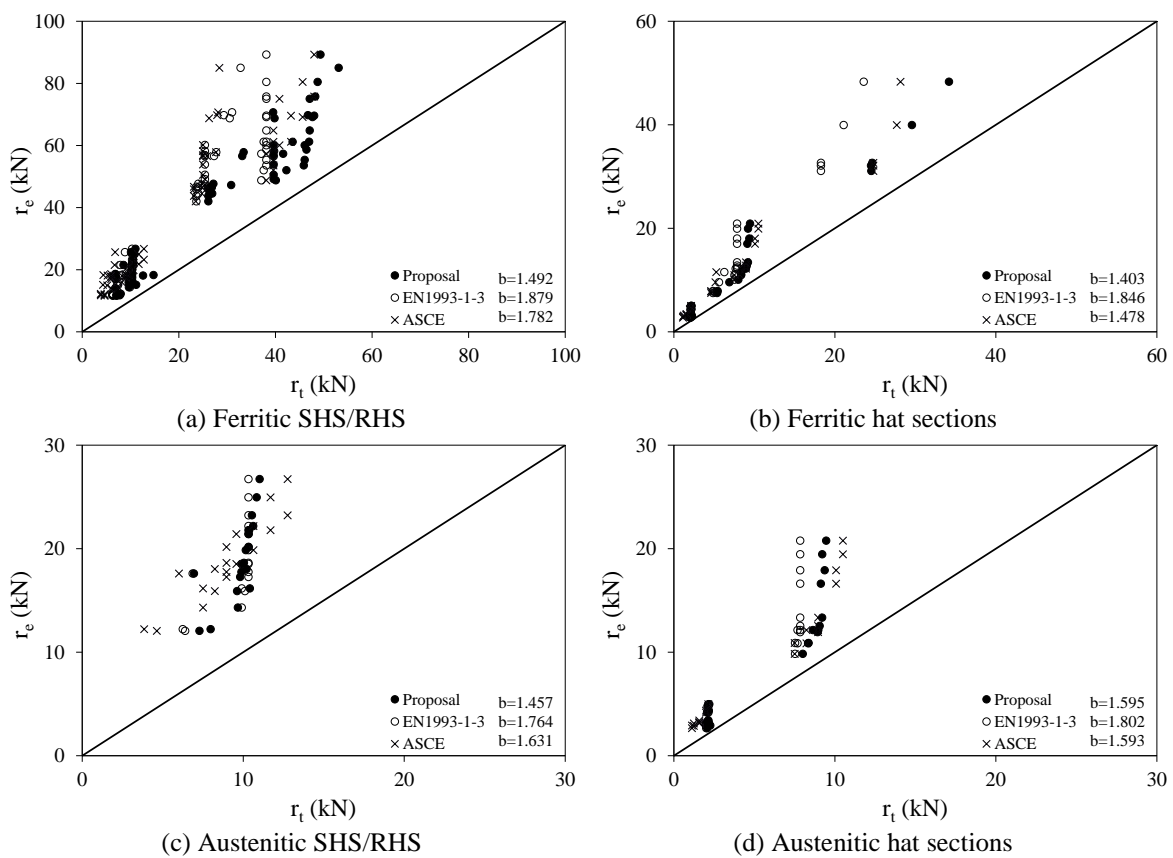 100
80
60
40
20
0
r_e (kN)
0 20 40 60 80 100
r_t (kN)
Proposal b=1.492
EN1993-1-3 b=1.879
ASCE b=1.782
(a) Ferritic SHS/RHS
60
40
20
0
r_e (kN)
0 20 40 60
r_t (kN)
Proposal b=1.403
EN1993-1-3 b=1.846
ASCE b=1.478
(b) Ferritic hat sections
30
20
10
0
r_e (kN)
0 10 20 30
r_t (kN)
Proposal b=1.457
EN1993-1-3 b=1.764
ASCE b=1.631
(c) Austenitic SHS/RHS
30
20
10
0
r_e (kN)
0 10 20 30
r_t (kN)
Proposal b=1.595
EN1993-1-3 b=1.802
ASCE b=1.593
(d) Austenitic hat sections